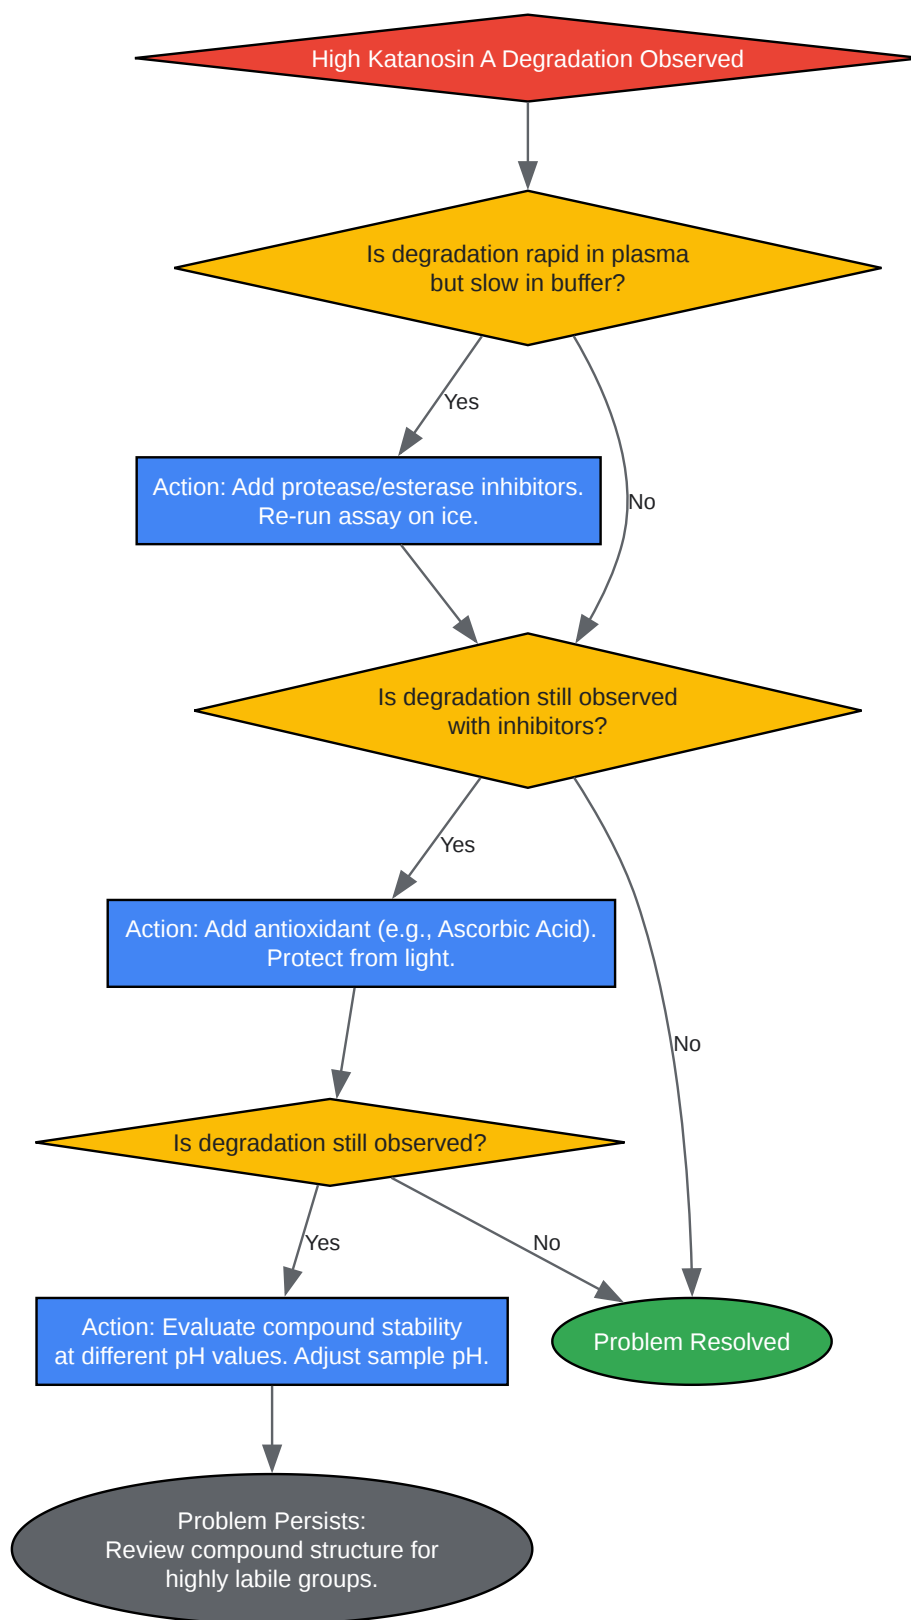 High Katanosin A Degradation Observed
Is degradation rapid in plasma
but slow in buffer?
Yes
Action: Add protease/esterase inhibitors.
Re-run assay on ice.
No
Is degradation still observed
with inhibitors?
Yes
Action: Add antioxidant (e.g., Ascorbic Acid).
Protect from light.
No
Is degradation still observed?
Yes
No
Action: Evaluate compound stability
at different pH values. Adjust sample pH.
Problem Resolved
Problem Persists:
Review compound structure for
highly labile groups.